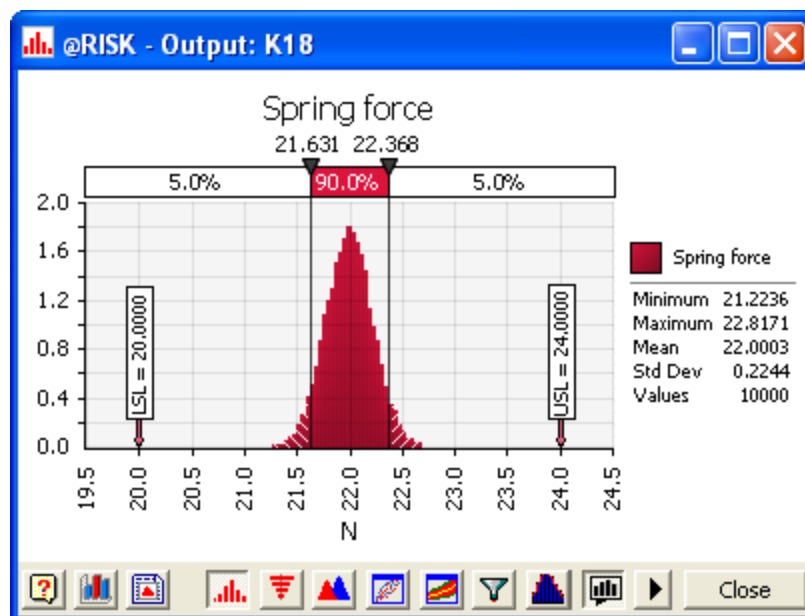 @RISK - Output: K18
Spring force
21.631 22.368
5.0% 90.0% 5.0%
2.0
1.6
1.2
0.8
0.4
0.0
LSL = 20.0000
USL = 24.0000
19.5 20.0 20.5 21.0 21.5 22.0 22.5 23.0 23.5 24.0 24.5
N
Spring force
Minimum 21.2236
Maximum 22.8171
Mean 22.0003
Std Dev 0.2244
Values 10000
?
Close